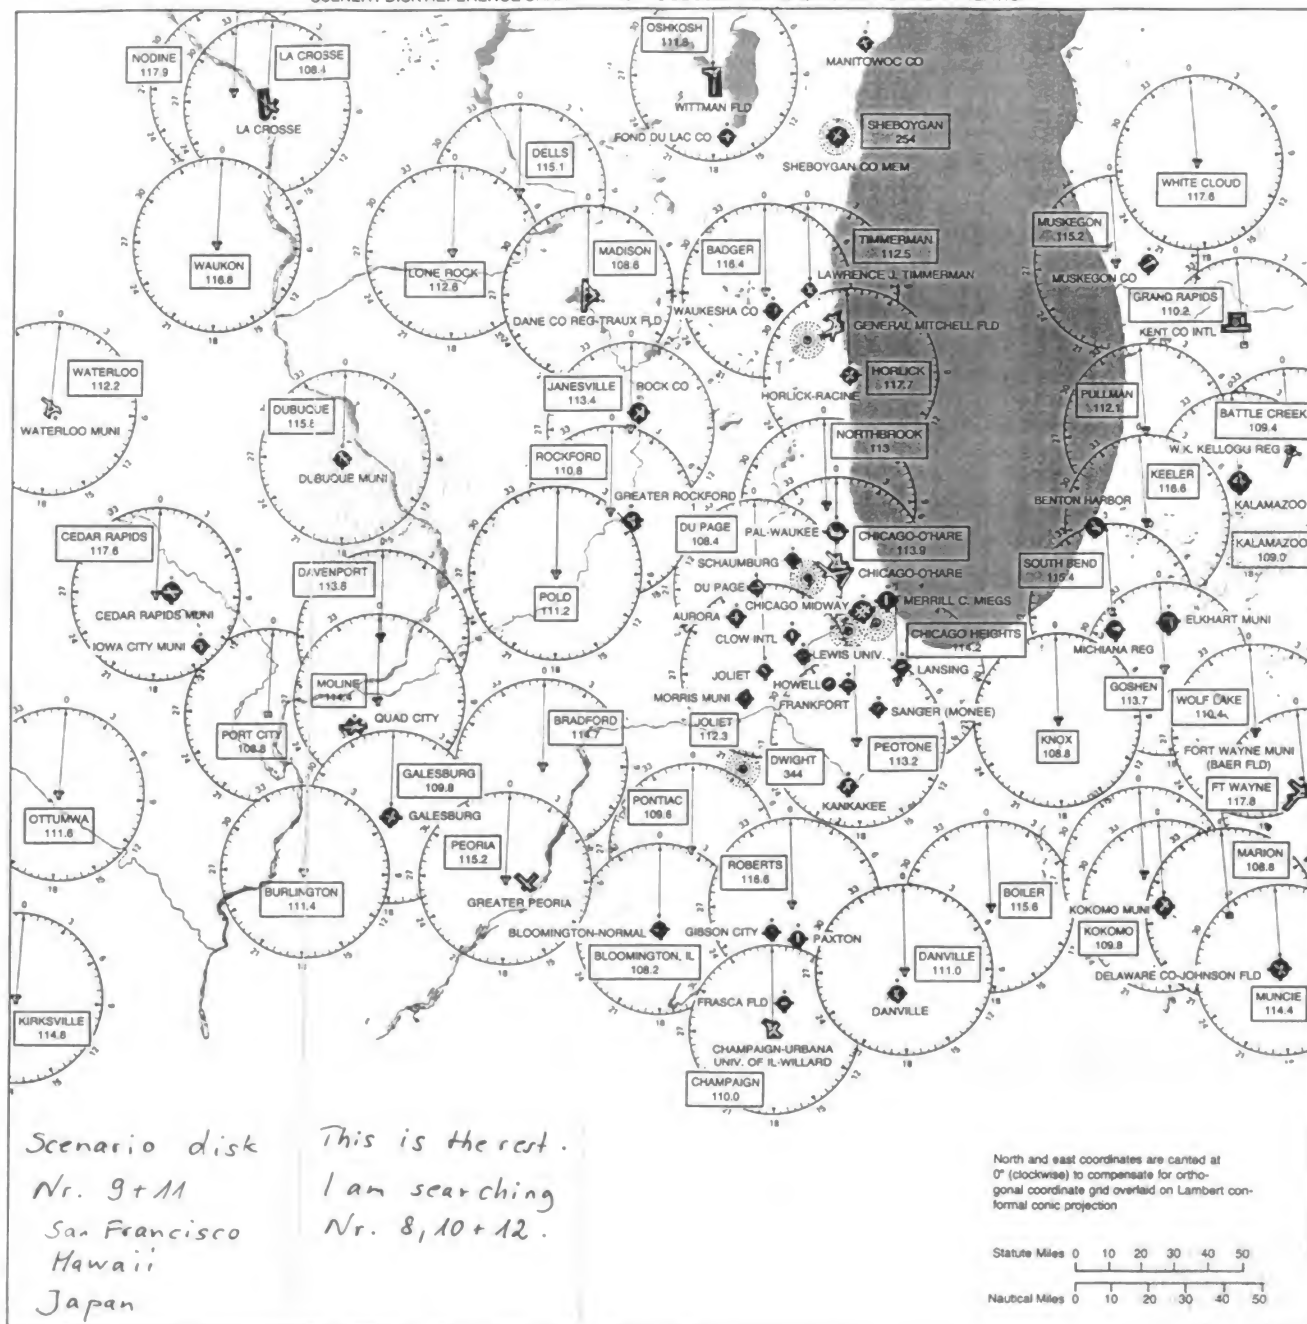 NODINE
117.9
LA CROSSE
108.4
LA CROSSE
OSHKOSH
111.8
WITTMAN FLD
FOND DU LAC CO
MANITOWOC CO
SHEBOYGAN
254
SHEBOYGAN CO MEM
DELLS
115.1
WHITE CLOUD
117.6
WAUKON
116.8
LONE ROCK
112.8
MADISON
108.6
DANE CO REG-TRAUX FLD
BADGER
116.4
TIMMERMAN
112.5
LAWRENCE J. TIMMERMAN
WAUKESHA CO
GENERAL MITCHELL FLD
MUSKEGON
115.2
MUSKEGON CO
GRAND RAPIDS
110.2
KENT CO INTL
WATERLOO
112.2
WATERLOO MUNI
DUBUQUE
115.8
DUBUQUE MUNI
JANESVILLE
113.4
ROCK CO
HORLICK
117.7
HORLICK-RACINE
PULLMAN
112.1
BATTLE CREEK
109.4
W.K. KELLOGU REG
ROCKFORD
110.8
GREATER ROCKFORD
NORTHBROOK
113
KEELER
116.6
BENTON HARBOR
KALAMAZOO
KALAMAZOO
109.0
CEDAR RAPIDS
117.6
CEDAR RAPIDS MUNI
IOWA CITY MUNI
DAVENPORT
113.8
POLO
111.2
DU PAGE
108.4
PAL-WAUKEE
CHICAGO-O'HARE
113.9
SCHAUMBURG
CHICAGO-O'HARE
DU PAGE
CHICAGO MIDWAY
MERRILL C. MIEGS
AURORA
CLOW INTL
LEWIS UNIV.
CHICAGO HEIGHTS
114.2
LANSING
SOUTH BEND
115.4
ELKHART MUNI
MICHIANA REG
MOLINE
114.4
QUAD CITY
PORT CITY
108.8
BRADFORD
114.7
JOLIET
HOWELL
MORRIS MUNI
FRANKFORT
SANGER (MONEE)
JOLIET
112.3
DWIGHT
344
PEOTONE
113.2
KANKAKEE
KNOX
108.8
GOSHEN
113.7
WOLF LAKE
110.4
FORT WAYNE MUNI
(BAER FLD)
FT WAYNE
117.8
OTTUMWA
111.6
GALESBURG
109.8
GALESBURG
PEORIA
115.2
GREATER PEORIA
BURLINGTON
111.4
PONTIAC
109.6
ROBERTS
116.6
BOILER
115.6
MARION
108.8
KOKOMO MUNI
KOKOMO
109.8
BLOOMINGTON-NORMAL
BLOOMINGTON, IL
108.2
GIBSON CITY
PAXTON
DANVILLE
111.0
DANVILLE
DELAWARE CO-JOHNSON FLD
MUNCIE
114.4
KIRKSVILLE
114.8
FRASCA FLD
CHAMPAIGN-URBANA
UNIV. OF IL-WILLARD
CHAMPAIGN
110.0
Scenario disk
Nr. 9+11
San Francisco
Hawaii
Japan
This is the rest.
I am searching
Nr. 8, 10 + 12.
North and east coordinates are canted at
0° (clockwise) to compensate for ortho-
gonal coordinate grid overlaid on Lambert con-
formal conic projection
Statute Miles 0 10 20 30 40 50
Nautical Miles 0 10 20 30 40 50